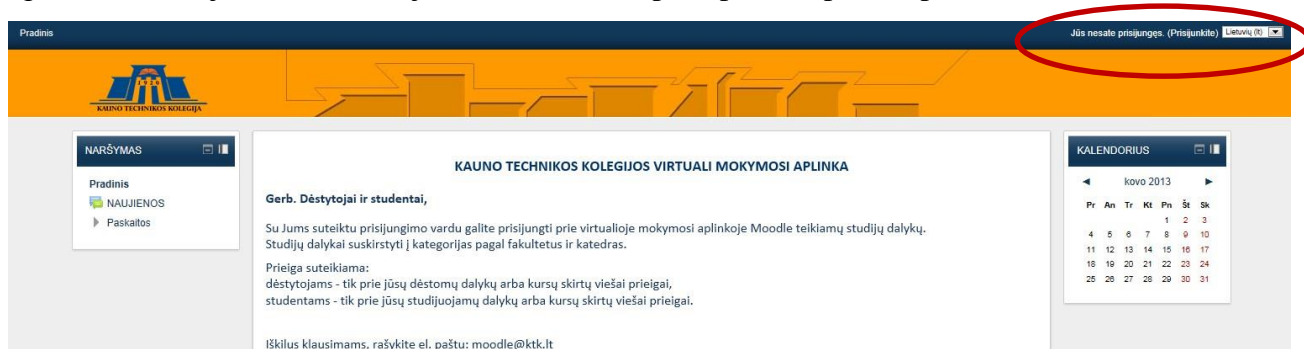 Pradinis
Jūs nesate prisijungęs. (Prisijunkite) Lietuvių (lt)
1920
KAUNO TECHNIKOS KOLEGIJA
NARŠYMAS
Pradinis
NAUJIENOS
Paskaitos
KAUNO TECHNIKOS KOLEGIJOS VIRTUALI MOKYMOSI APLINKA
Gerb. Dėstytojai ir studentai,
Su Jums suteiktu prisijungimo vardu galite prisijungti prie virtualioje mokymosi aplinkoje Moodle teikiamų studijų dalykų.
Studijų dalykai suskirstyti į kategorijas pagal fakultetus ir katedras.
Prieiga suteikiama:
dėstytojams - tik prie jūsų dėstomų dalykų arba kursų skirtų viešai prieigai,
studentams - tik prie jūsų studijuojamų dalykų arba kursų skirtų viešai prieigai.
Iškilus klausimams, rašykite el. paštu: moodle@ktk.lt
KALENDORIUS
◄ kovo 2013 ►
Pr An Tr Kt Pn Št Sk
1 2 3
4 5 6 7 8 9 10
11 12 13 14 15 16 17
18 19 20 21 22 23 24
25 26 27 28 29 30 31